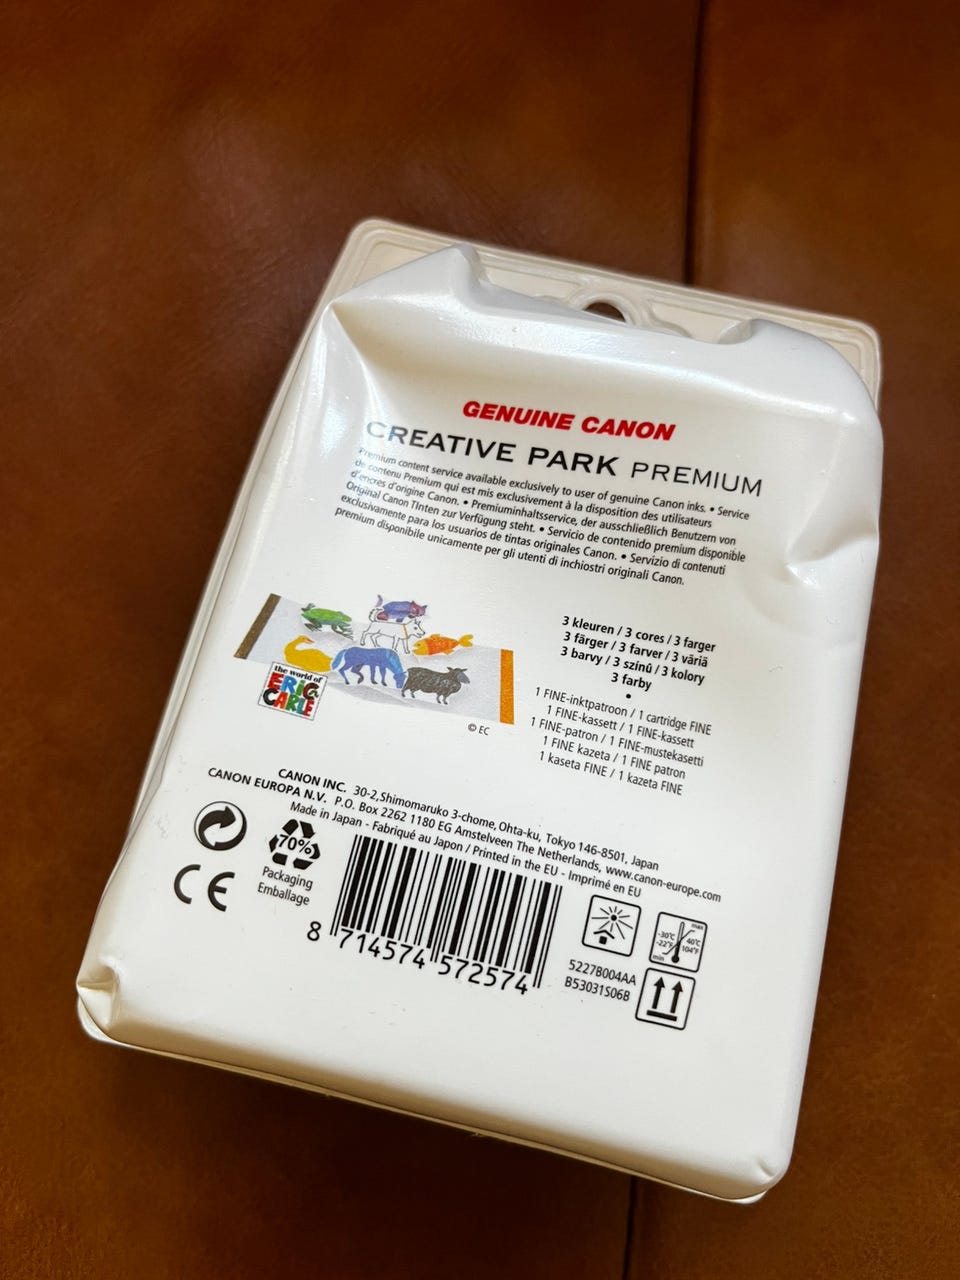 GENUINE CANON
CREATIVE PARK PREMIUM
Premium content service available exclusively to user of genuine Canon inks. • Service
de contenu Premium qui est mis exclusivement à la disposition des utilisateurs
d'encres d'origine Canon. • Premiuminhaltsservice, der ausschließlich Benutzern von
Original Canon Tinten zur Verfügung steht. • Servicio de contenido premium disponible
exclusivamente para los usuarios de tintas originales Canon. • Servizio di contenuti
premium disponibile unicamente per gli utenti di inchiostri originali Canon.
the world of
ERIC
CARLE
© EC
3 kleuren / 3 cores / 3 farger
3 färger / 3 farver / 3 väriä
3 barvy / 3 színû / 3 kolory
3 farby
•
1 FINE-inktpatroon / 1 cartridge FINE
1 FINE-kassett / 1 FINE-kassett
1 FINE-patron / 1 FINE-mustekasetti
1 FINE kazeta / 1 FINE patron
1 kaseta FINE / 1 kazeta FINE
CANON INC. 30-2, Shimomaruko 3-chome, Ohta-ku, Tokyo 146-8501, Japan
CANON EUROPA N.V. P.O. Box 2262 1180 EG Amstelveen The Netherlands, www.canon-europe.com
Made in Japan - Fabriqué au Japon / Printed in the EU - Imprimé en EU
70%
Packaging
Emballage
CE
8 714574 572574
5227B004AA
B53031S06B
max
-30°C
-22°F
40°C
104°F
min